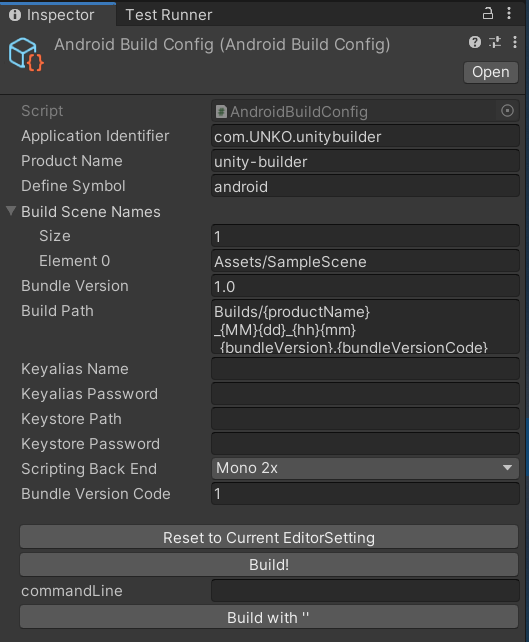 Inspector Test Runner
Android Build Config (Android Build Config)
Open
Script AndroidBuildConfig
Application Identifier com.UNKO.unitybuilder
Product Name unity-builder
Define Symbol android
Build Scene Names
Size 1
Element 0 Assets/SampleScene
Bundle Version 1.0
Build Path Builds/{productName}
_{MM}{dd}_{hh}{mm}
_{bundleVersion}.{bundleVersionCode}
Keyalias Name
Keyalias Password
Keystore Path
Keystore Password
Scripting Back End Mono 2x
Bundle Version Code 1
Reset to Current EditorSetting
Build!
commandLine
Build with ''